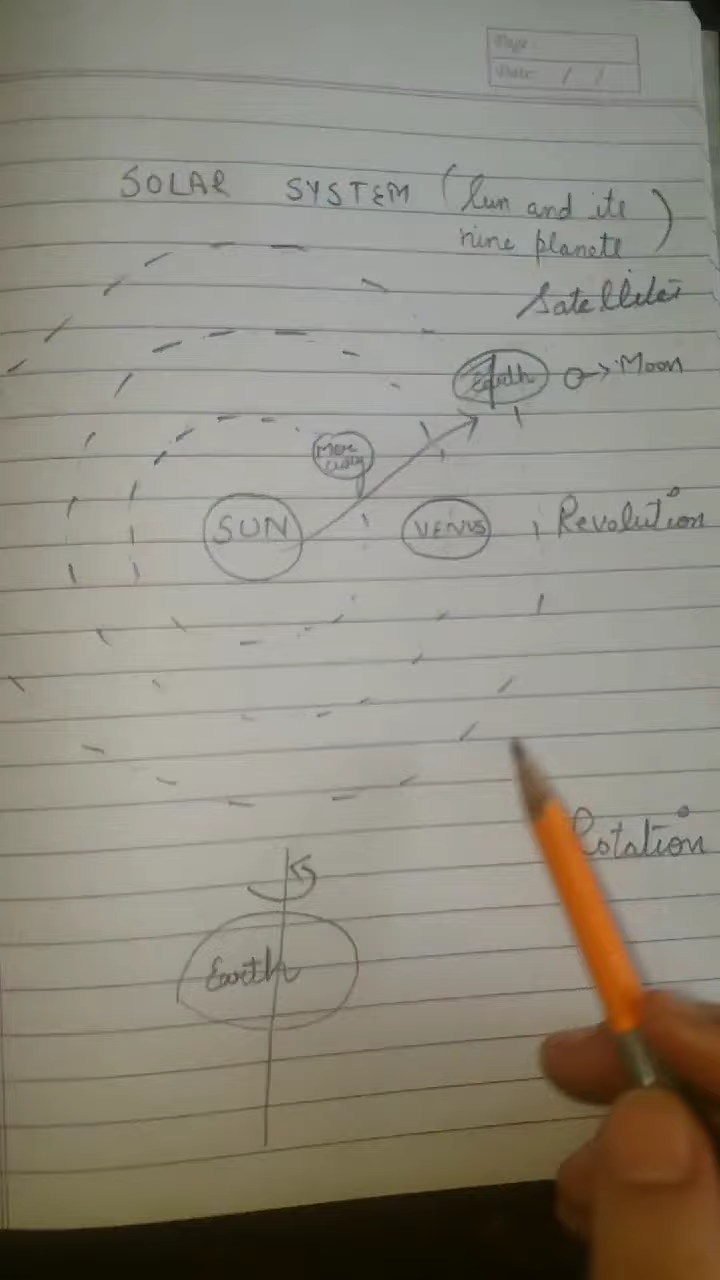 Page
Date / /
SOLAR SYSTEM (Sun and its
nine planets)
Satellites
Earth
Moon
Mercury
SUN
VENUS
Revolution
Rotation
Earth